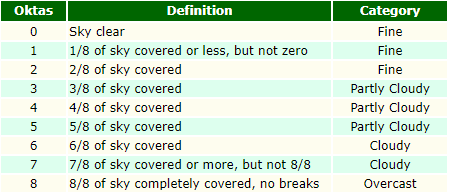 Oktas Definition Category
0 Sky clear Fine
1 1/8 of sky covered or less, but not zero Fine
2 2/8 of sky covered Fine
3 3/8 of sky covered Partly Cloudy
4 4/8 of sky covered Partly Cloudy
5 5/8 of sky covered Partly Cloudy
6 6/8 of sky covered Cloudy
7 7/8 of sky covered or more, but not 8/8 Cloudy
8 8/8 of sky completely covered, no breaks Overcast